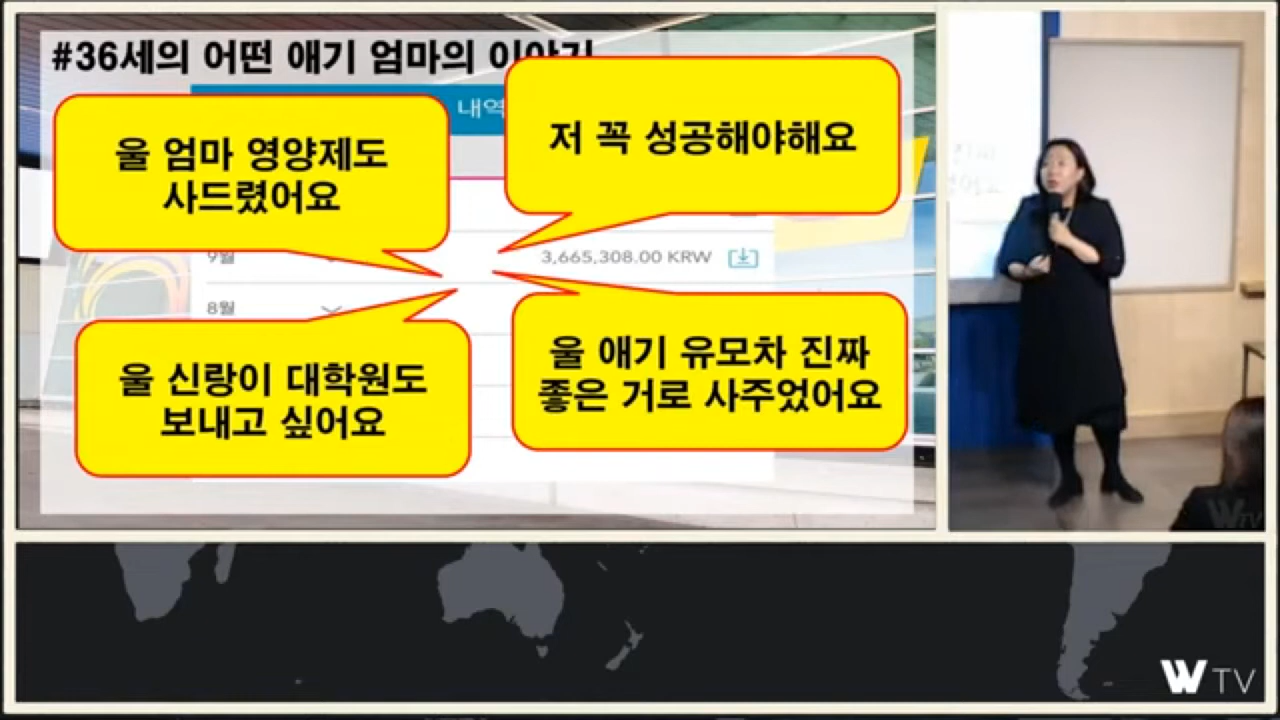 #36세의 어떤 애기 엄마의 이야기
내역
울 엄마 영양제도
사드렸어요
저 꼭 성공해야해요
9월
3,665,308.00 KRW
8월
울 신랑이 대학원도
보내고 싶어요
울 애기 유모차 진짜
좋은 거로 사주었어요
W TV
WTV